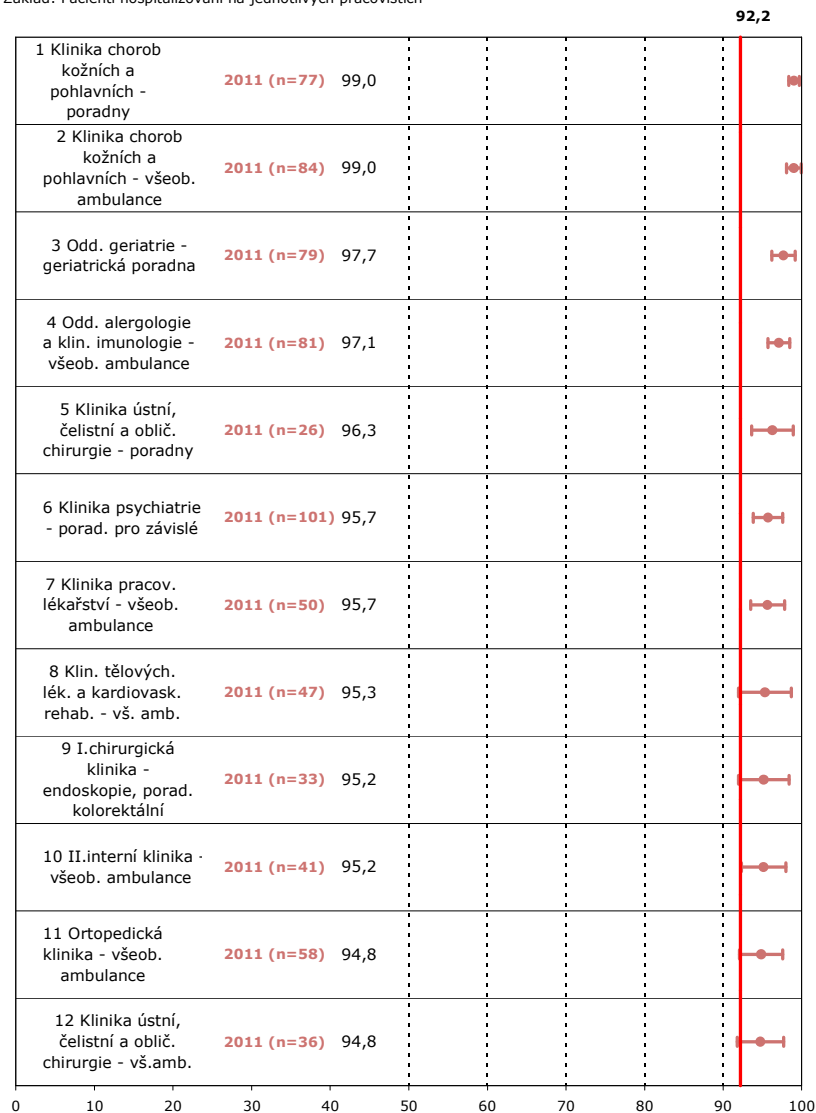 Základ: Pacienti hospitalizovaní na jednotlivých pracovištích
92,2
1 Klinika chorob
kožních a
pohlavních -
poradny
2011 (n=77) 99,0
2 Klinika chorob
kožních a
pohlavních - všeob.
ambulance
2011 (n=84) 99,0
3 Odd. geriatrie -
geriatrická poradna
2011 (n=79) 97,7
4 Odd. alergologie
a klin. imunologie -
všeob. ambulance
2011 (n=81) 97,1
5 Klinika ústní,
čelistní a oblič.
chirurgie - poradny
2011 (n=26) 96,3
6 Klinika psychiatrie
- porad. pro závislé
2011 (n=101) 95,7
7 Klinika pracov.
lékařství - všeob.
ambulance
2011 (n=50) 95,7
8 Klin. tělových.
lék. a kardiovask.
rehab. - vš. amb.
2011 (n=47) 95,3
9 I.chirurgická
klinika -
endoskopie, porad.
kolorektální
2011 (n=33) 95,2
10 II.interní klinika -
všeob. ambulance
2011 (n=41) 95,2
11 Ortopedická
klinika - všeob.
ambulance
2011 (n=58) 94,8
12 Klinika ústní,
čelistní a oblič.
chirurgie - vš.amb.
2011 (n=36) 94,8
0 10 20 30 40 50 60 70 80 90 100